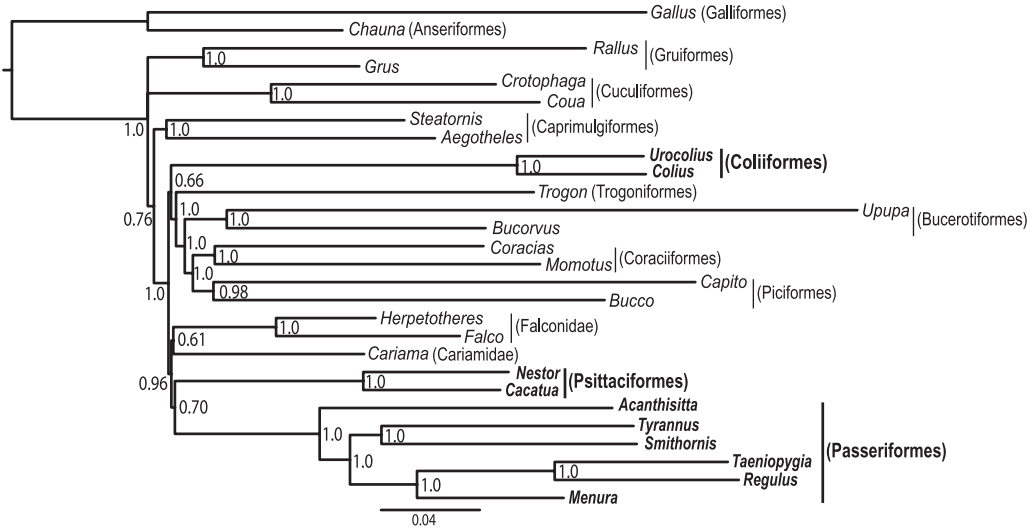 Gallus (Galliformes)
Chauna (Anseriformes)
Rallus
1.0
(Gruiformes)
Grus
Crotophaga
1.0
(Cuculiformes)
Coua
1.0
Steatornis
1.0
(Caprimulgiformes)
Aegotheles
Urocolius
1.0
(Coliiformes)
Colius
0.66
Trogon (Trogoniformes)
0.76
1.0
Upupa
1.0
(Bucerotiformes)
Bucorvus
1.0
Coracias
1.0
(Coraciiformes)
Momotus
1.0
Capito
1.0
0.98
(Piciformes)
Bucco
Herpetotheres
1.0
(Falconidae)
Falco
0.61
Cariama (Cariamidae)
0.96
Nestor
1.0
(Psittaciformes)
Cacatua
0.70
Acanthisitta
1.0
Tyrannus
1.0
Smithornis
(Passeriformes)
1.0
Taeniopygia
1.0
Regulus
1.0
Menura
0.04